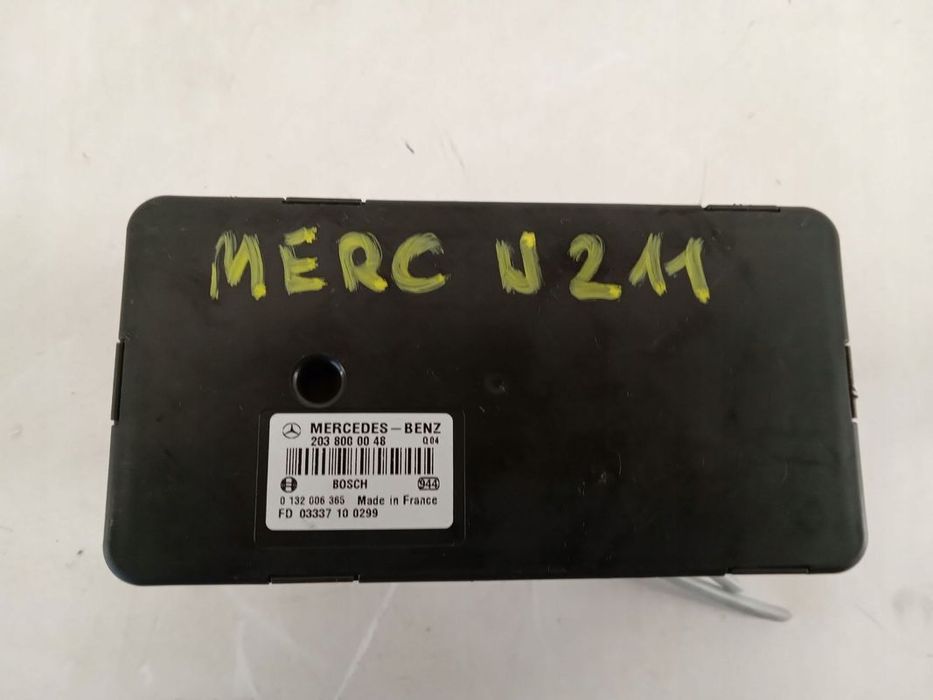 MERC W211
MERCEDES-BENZ
203 800 00 48 Q04
BOSCH 944
0 132 006 365 Made in France
FD 03337 10 0299